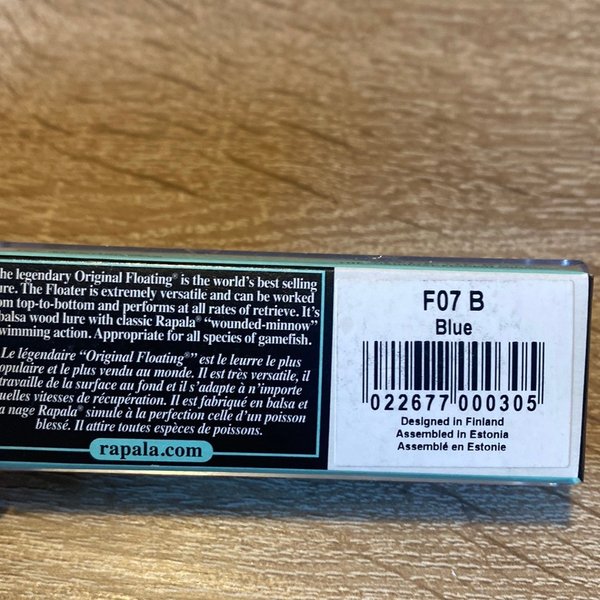 he legendary Original Floating® is the world's best selling
ure. The Floater is extremely versatile and can be worked
om top-to-bottom and performs at all rates of retrieve. It's
balsa wood lure with classic Rapala® "wounded-minnow"
wimming action. Appropriate for all species of gamefish.
Le légendaire "Original Floating®" est le leurre le plus
opulaire et le plus vendu au monde. Il est très versatile, il
travaille de la surface au fond et il s'adapte à n'importe
uelles vitesses de récupération. Il est fabriqué en balsa et
a nage Rapala® simule à la perfection celle d'un poisson
blessé. Il attire toutes espèces de poissons.
rapala.com
F07 B
Blue
022677 000305
Designed in Finland
Assembled in Estonia
Assemblé en Estonie